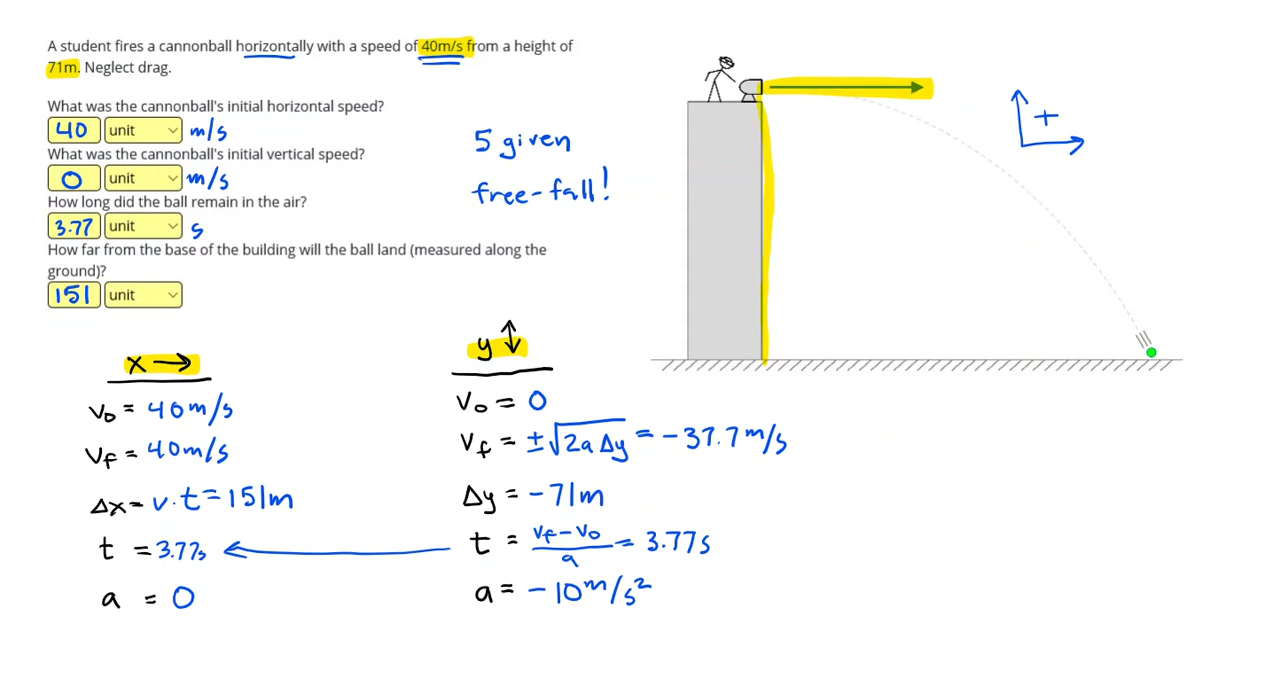 A student fires a cannonball horizontally with a speed of 40m/s from a height of
71m. Neglect drag.
What was the cannonball's initial horizontal speed?
40 unit m/s
What was the cannonball's initial vertical speed?
0 unit m/s
How long did the ball remain in the air?
3.77 unit s
How far from the base of the building will the ball land (measured along the
ground)?
151 unit
5 given
free-fall!
+
x →
v₀ = 40m/s
v_f = 40m/s
Δx = v·t = 151m
t = 3.77s
a = 0
y ↕
v₀ = 0
v_f = ±√2aΔy = -37.7m/s
Δy = -71m
t = v_f-v₀/a = 3.77s
a = -10m/s²